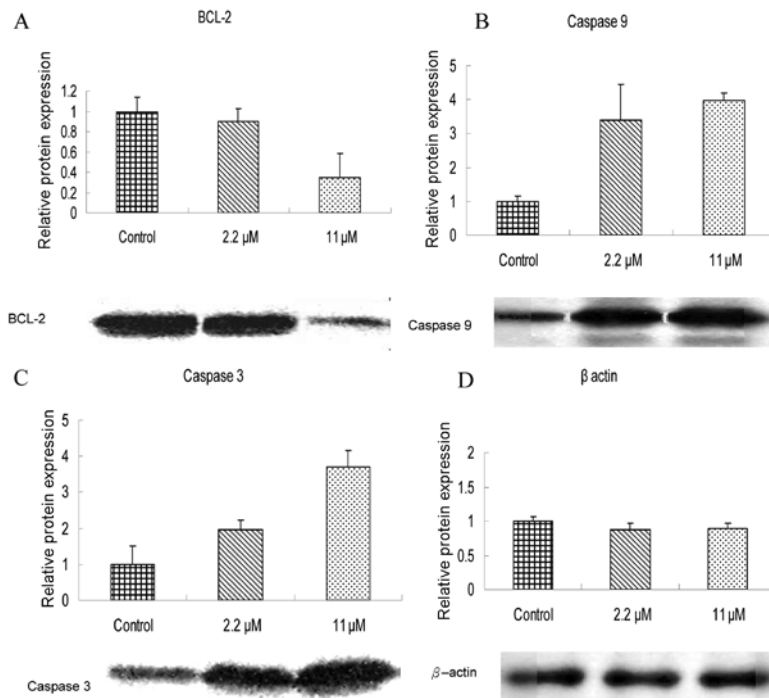 A
BCL-2
Relative protein expression
1.2
1
0.8
0.6
0.4
0.2
0
Control 2.2 µM 11 µM
BCL-2
B
Caspase 9
Relative protein expression
5
4
3
2
1
0
Control 2.2 µM 11 µM
Caspase 9
C
Caspase 3
Relative protein expression
5
4
3
2
1
0
Control 2.2 µM 11 µM
Caspase 3
D
β actin
Relative protein expression
2
1.5
1
0.5
0
Control 2.2 µM 11 µM
β–actin